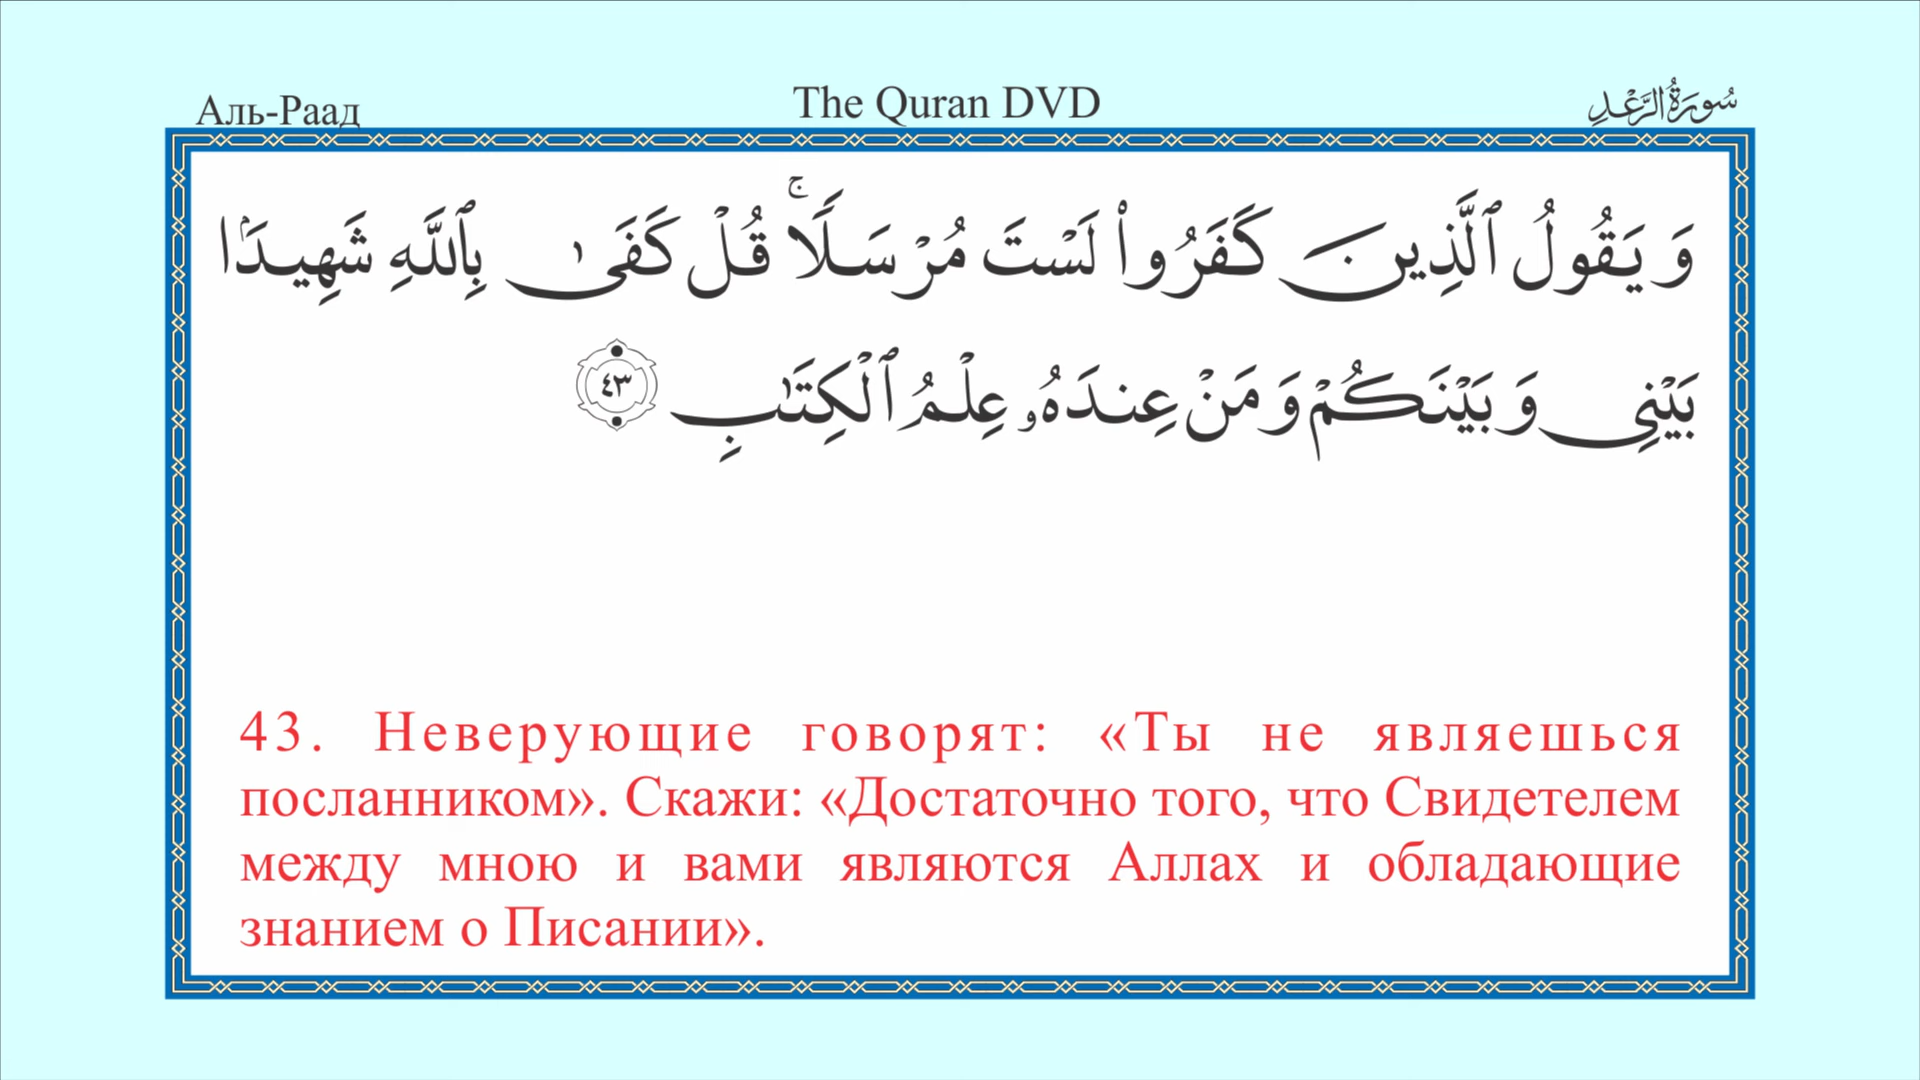 Аль-Раад
The Quran DVD
سُورَةُ الرَّعْدِ
وَيَقُولُ ٱلَّذِينَ كَفَرُوا۟ لَسْتَ مُرْسَلًا ۚ قُلْ كَفَىٰ بِٱللَّهِ شَهِيدًۢا
بَيْنِى وَبَيْنَكُمْ وَمَنْ عِندَهُۥ عِلْمُ ٱلْكِتَـٰبِ ٤٣
43. Неверующие говорят: «Ты не являешься
посланником». Скажи: «Достаточно того, что Свидетелем
между мною и вами являются Аллах и обладающие
знанием о Писании».